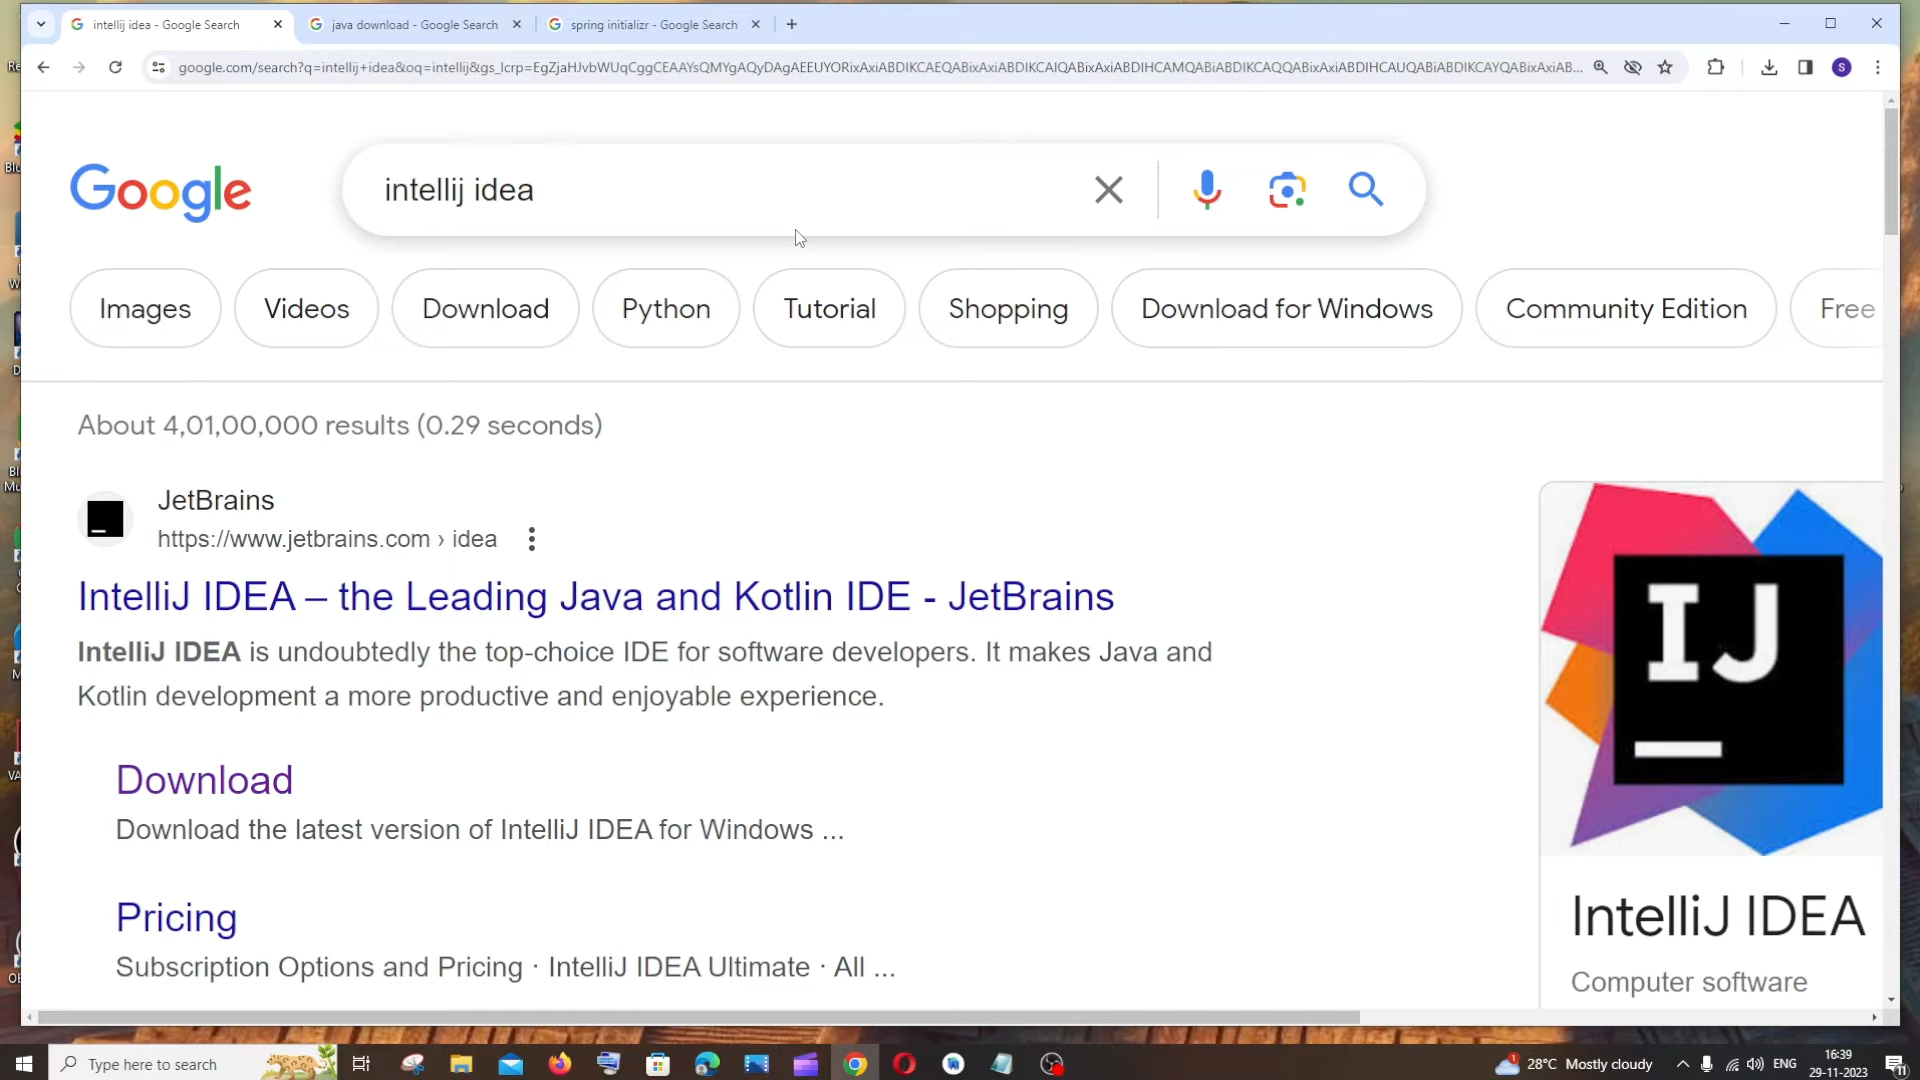 intellij idea - Google Search
java download - Google Search
spring initializr - Google Search
google.com/search?q=intellij+idea&oq=intellij&gs_lcrp=EgZjaHJvbWUqCggCEAAYsQMYgAQyDAgAEEUYORixAxiABDIKCAEQABixAxiABDIKCAIQABixAxiABDIHCAMQABiABDIKCAQQABixAxiABDIHCAUQABiABDIKCAYQABixAxiAB...
S
Google
intellij idea
Images
Videos
Download
Python
Tutorial
Shopping
Download for Windows
Community Edition
Free
About 4,01,00,000 results (0.29 seconds)
JetBrains
https://www.jetbrains.com › idea
IntelliJ IDEA – the Leading Java and Kotlin IDE - JetBrains
IntelliJ IDEA is undoubtedly the top-choice IDE for software developers. It makes Java and
Kotlin development a more productive and enjoyable experience.
Download
Download the latest version of IntelliJ IDEA for Windows ...
Pricing
Subscription Options and Pricing · IntelliJ IDEA Ultimate · All ...
IJ
IntelliJ IDEA
Computer software
Type here to search
1
28°C Mostly cloudy
ENG
16:39
29-11-2023
11